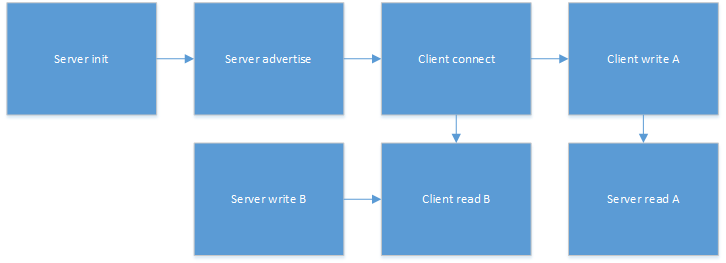 Server init
Server advertise
Client connect
Client write A
Server write B
Client read B
Server read A